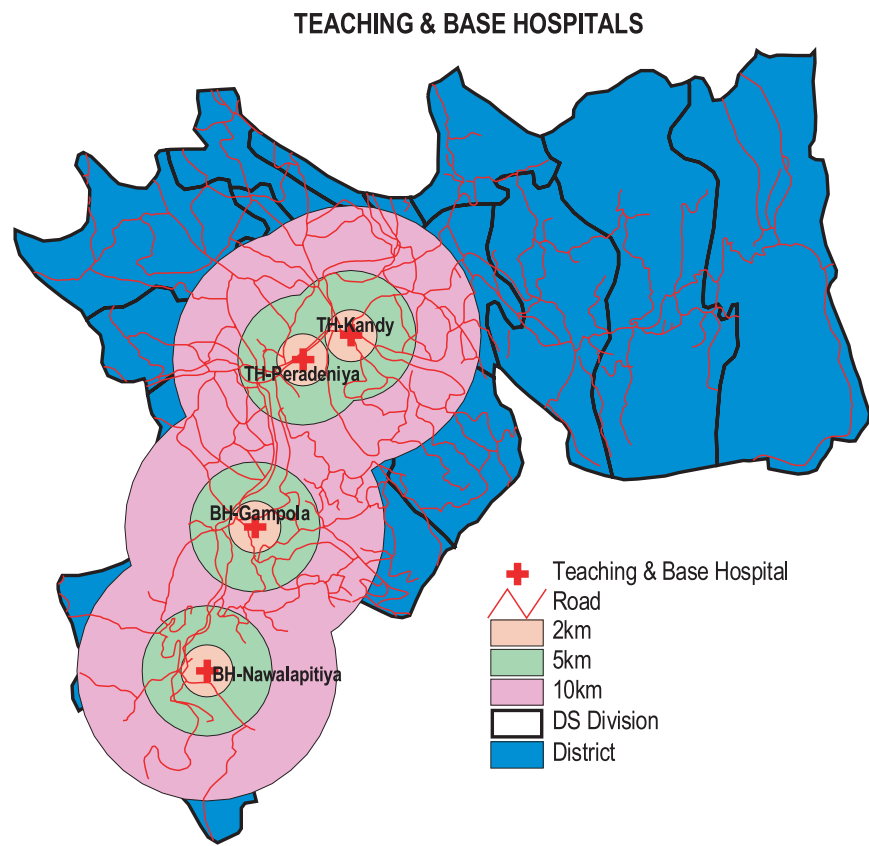 TEACHING & BASE HOSPITALS
TH-Kandy
TH-Peradeniya
BH-Gampola
BH-Nawalapitiya
Teaching & Base Hospital
Road
2km
5km
10km
DS Division
District